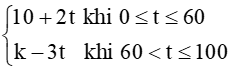 10 + 2t khi 0 ≤ t ≤ 60
k − 3t khi 60 < t ≤ 100